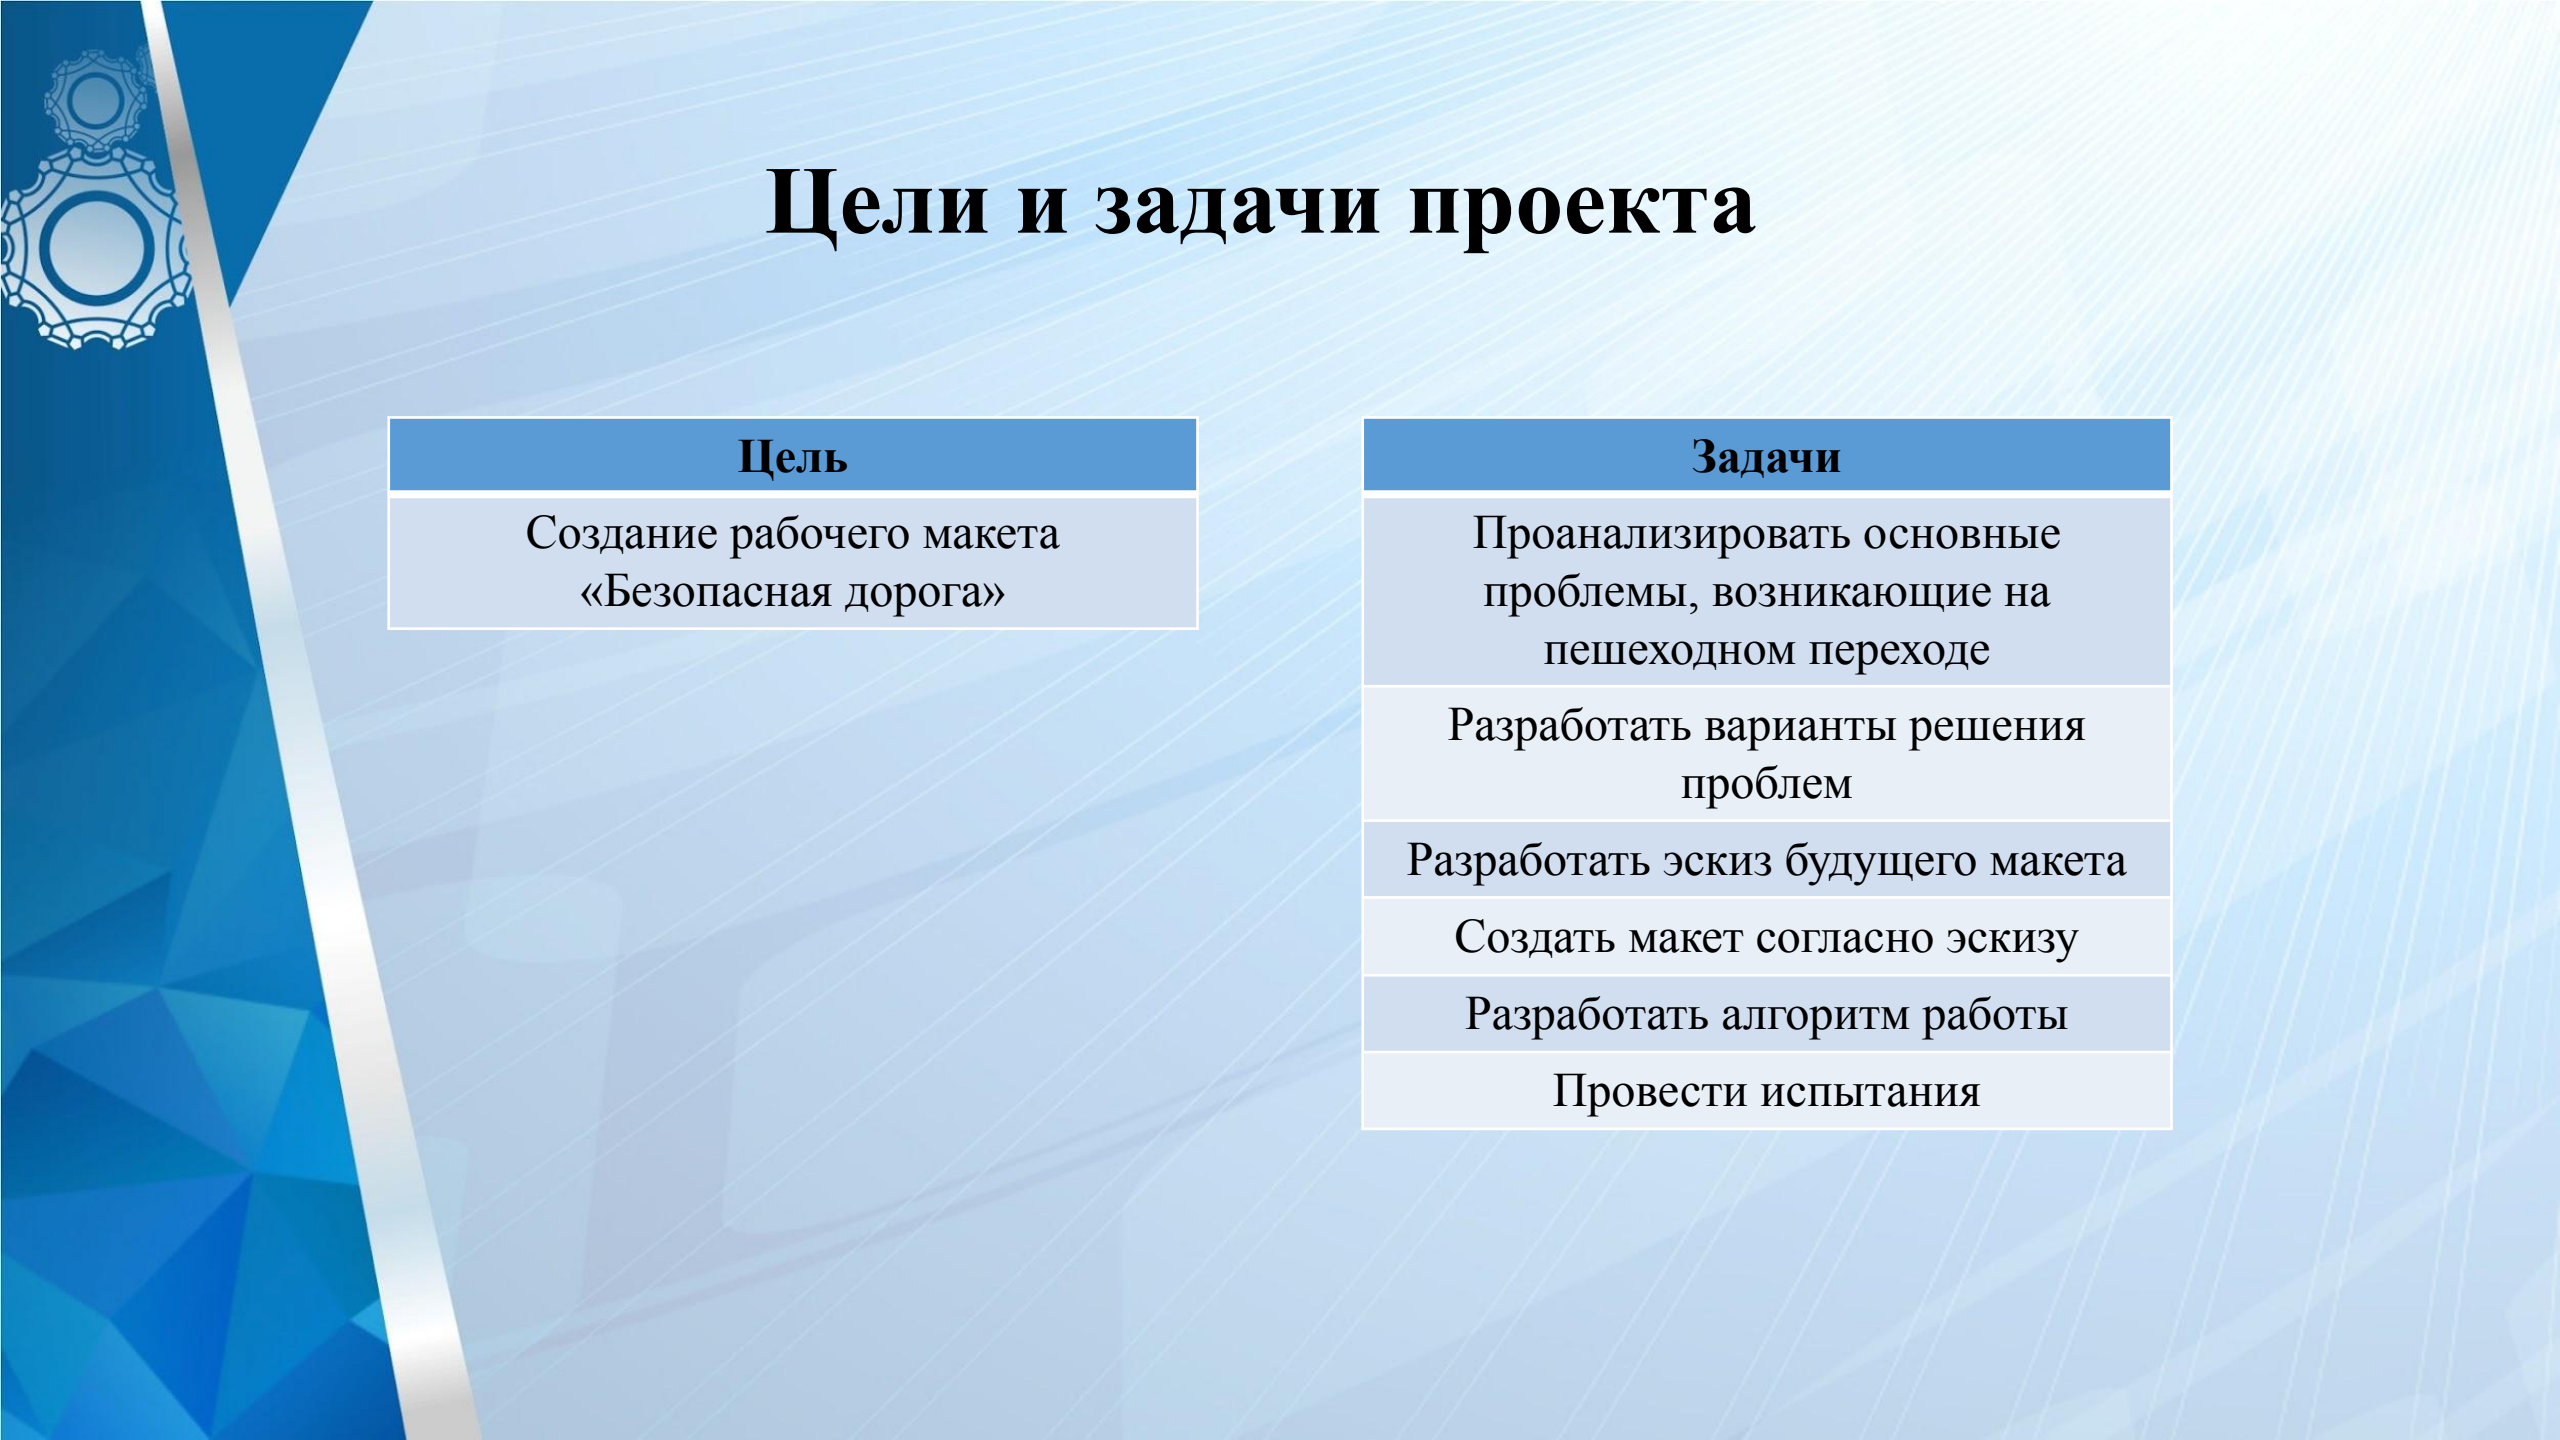 Цели и задачи проекта
Цель
Создание рабочего макета
«Безопасная дорога»
Задачи
Проанализировать основные
проблемы, возникающие на
пешеходном переходе
Разработать варианты решения
проблем
Разработать эскиз будущего макета
Создать макет согласно эскизу
Разработать алгоритм работы
Провести испытания